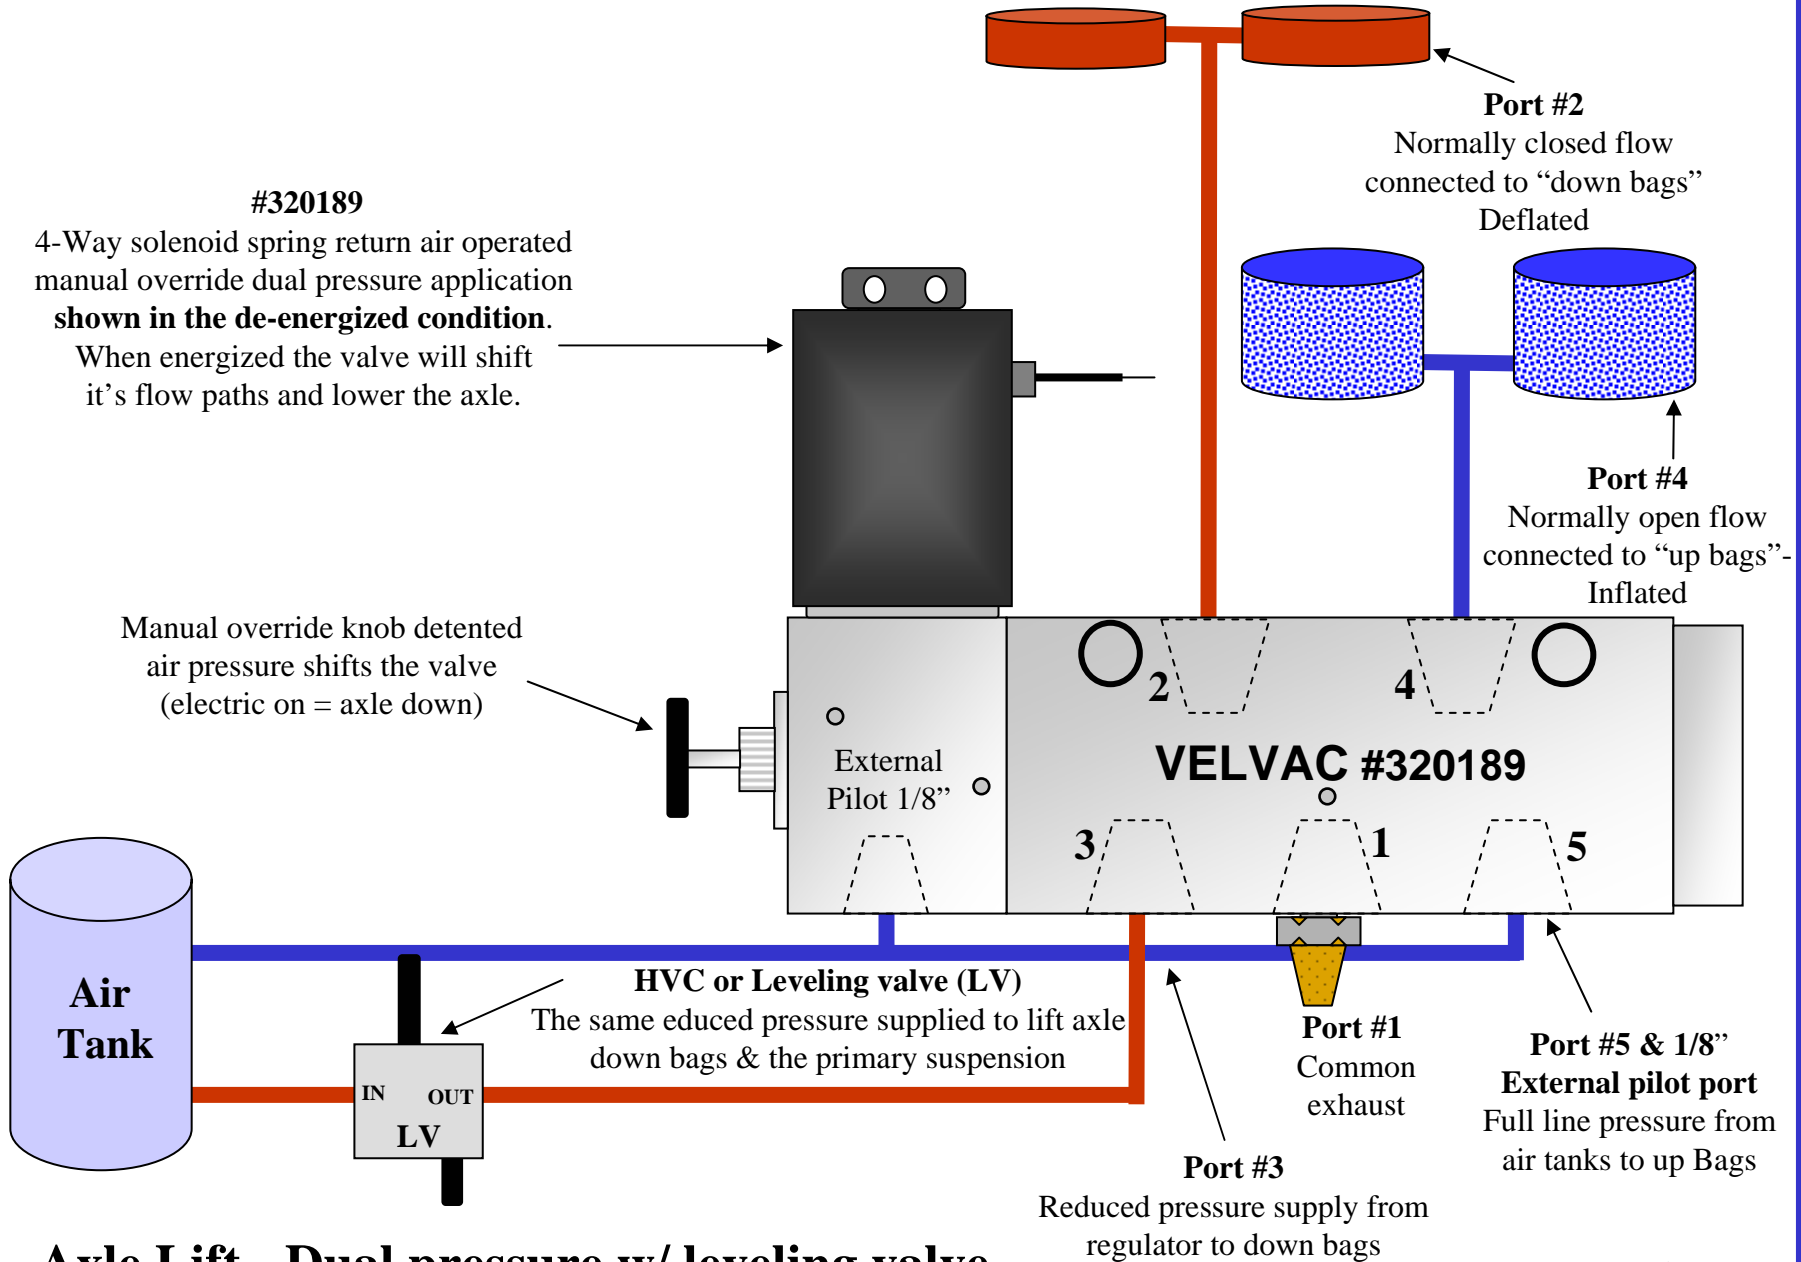 Port #2
Normally closed flow
connected to “down bags”
Deflated
#320189
4-Way solenoid spring return air operated
manual override dual pressure application
shown in the de-energized condition.
When energized the valve will shift
it’s flow paths and lower the axle.
Port #4
Normally open flow
connected to “up bags”-
Inflated
Manual override knob detented
air pressure shifts the valve
(electric on = axle down)
2
4
External
Pilot 1/8”
VELVAC #320189
3
1
5
Air
Tank
HVC or Leveling valve (LV)
The same educed pressure supplied to lift axle
down bags & the primary suspension
IN
OUT
LV
Port #1
Common
exhaust
Port #5 & 1/8”
External pilot port
Full line pressure from
air tanks to up Bags
Port #3
Reduced pressure supply from
regulator to down bags
Axle Lift - Dual pressure w/ leveling valve